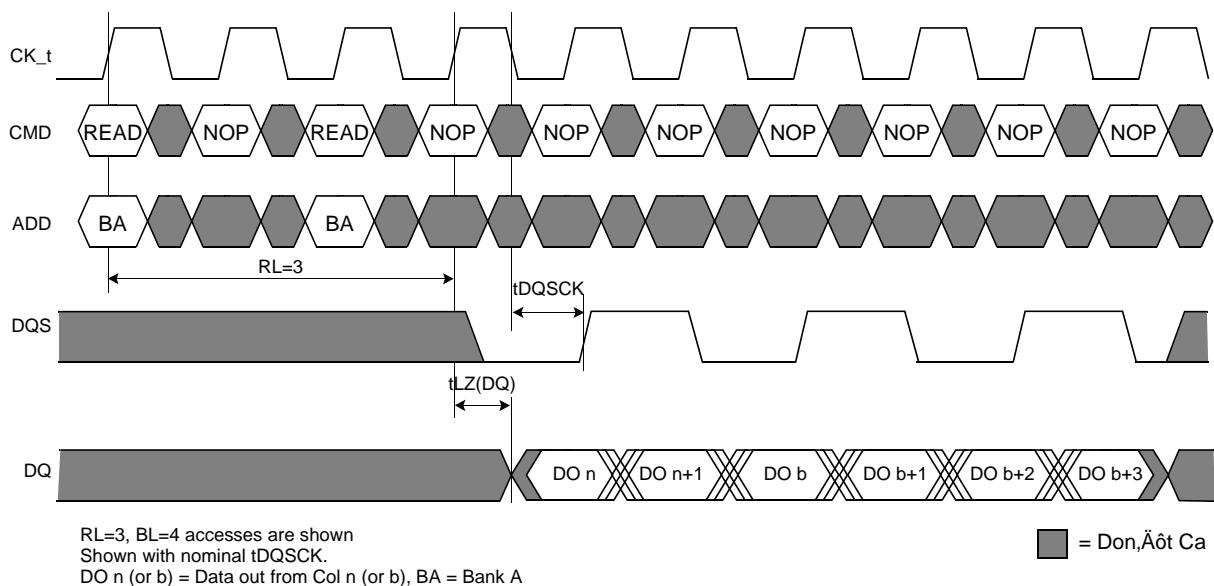 CK_t
CMD READ NOP READ NOP NOP NOP NOP NOP NOP NOP
ADD BA BA
RL=3
tDQSCK
DQS
tLZ(DQ)
DQ DO n DO n+1 DO b DO b+1 DO b+2 DO b+3
RL=3, BL=4 accesses are shown
Shown with nominal tDQSCK.
DO n (or b) = Data out from Col n (or b), BA = Bank A
= Don‚Äôt Ca